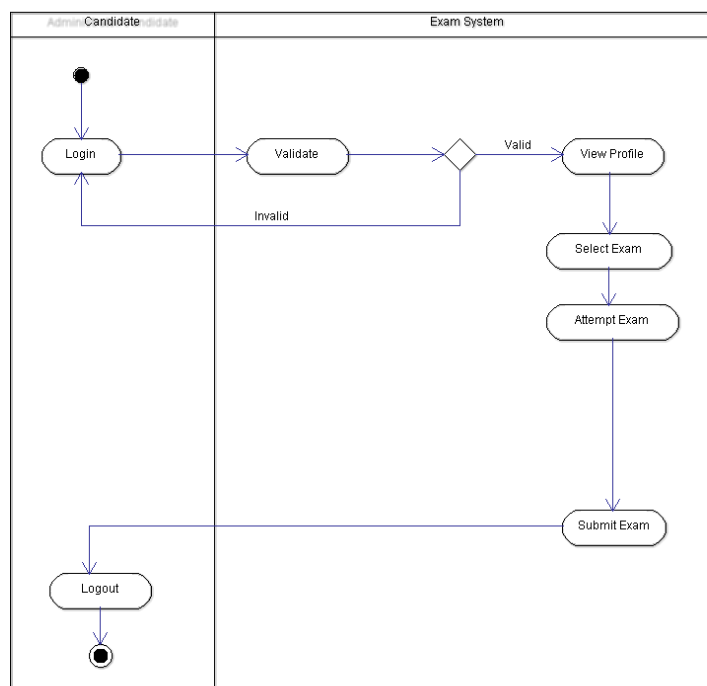 Candidate
Exam System
Login
Validate
Valid
View Profile
Invalid
Select Exam
Attempt Exam
Submit Exam
Logout